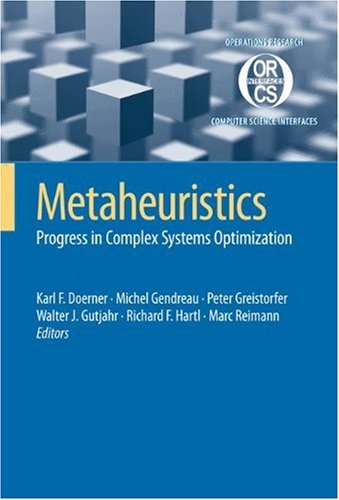 OPERATIONS RESEARCH
OR
INTERFACES
CS
COMPUTER SCIENCE INTERFACES
Metaheuristics
Progress in Complex Systems Optimization
Karl F. Doerner · Michel Gendreau · Peter Greistorfer
Walter J. Gutjahr · Richard F. Hartl · Marc Reimann
Editors